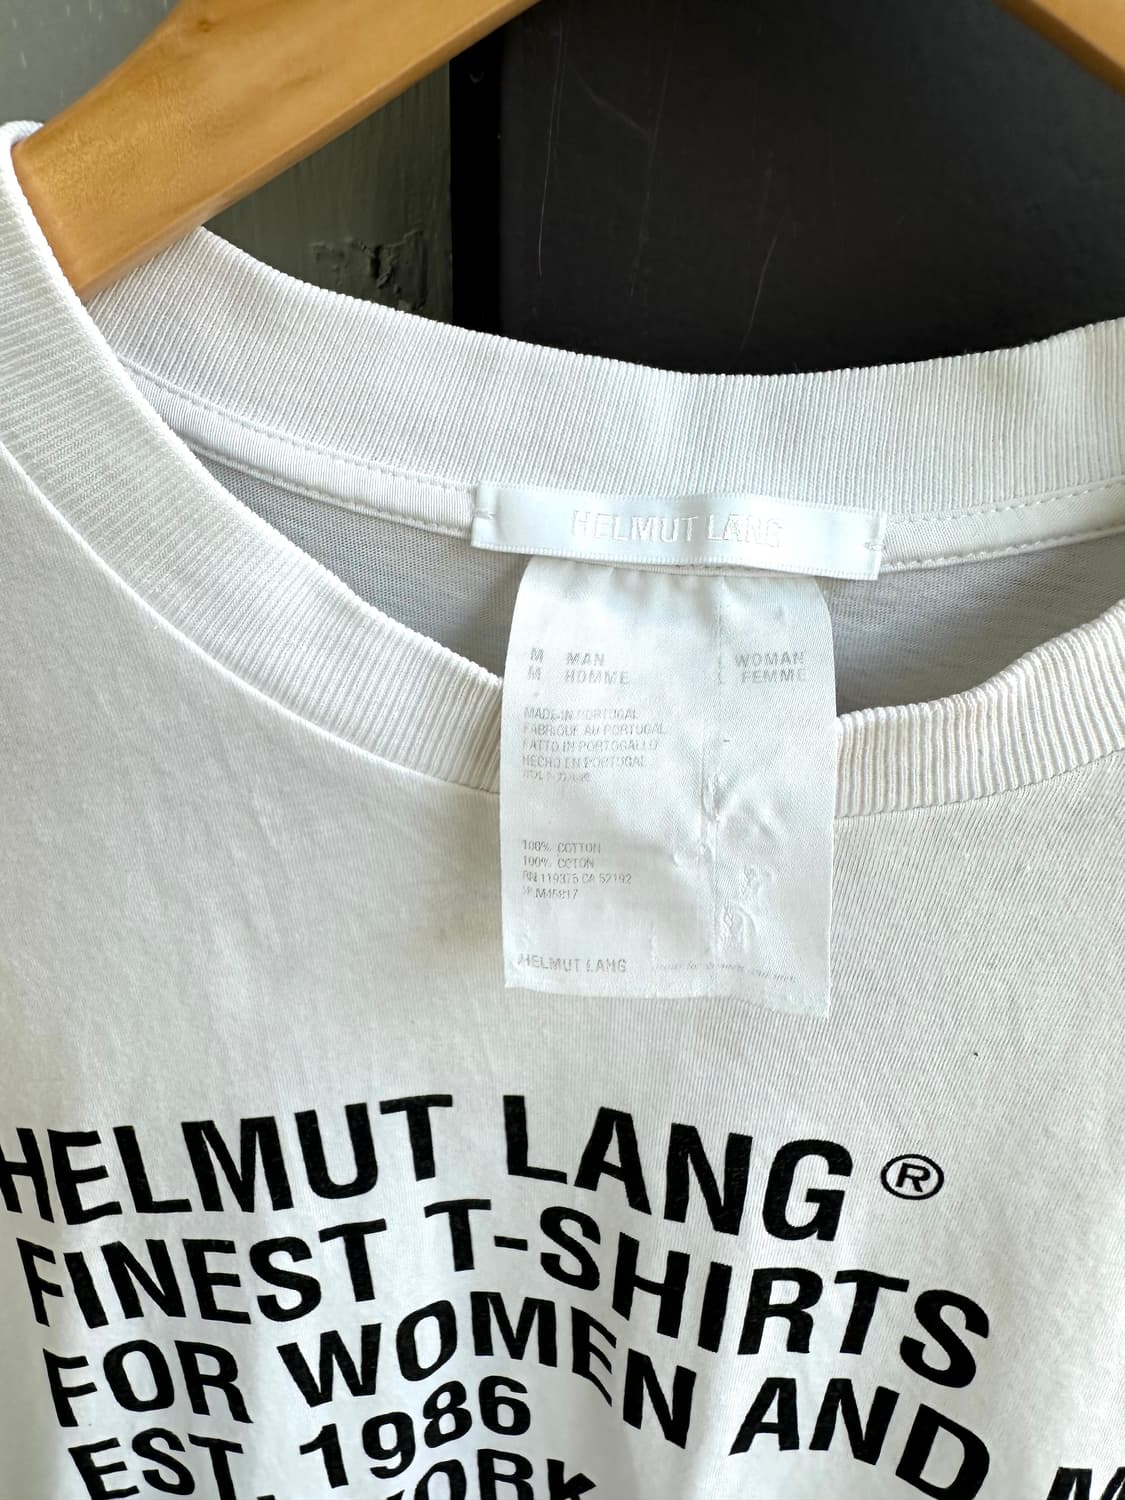 HELMUT LANG
M MAN WOMAN
M HOMME L FEMME
MADE IN PORTUGAL
FABRIQUE AU PORTUGAL
FATTO IN PORTOGALLO
HECHO EN PORTUGAL
100% COTTON
100% COTON
RN 119375 CA 52192
HELMUT LANG
HELMUT LANG®
FINEST T-SHIRTS
FOR WOMEN AND
EST. 1986
YORK